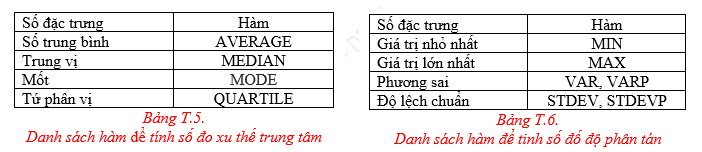 Số đặc trưng Hàm
Số trung bình AVERAGE
Trung vị MEDIAN
Mốt MODE
Tứ phân vị QUARTILE
Bảng T.5.
Danh sách hàm để tính số đo xu thế trung tâm
Số đặc trưng Hàm
Giá trị nhỏ nhất MIN
Giá trị lớn nhất MAX
Phương sai VAR, VARP
Độ lệch chuẩn STDEV, STDEVP
Bảng T.6.
Danh sách hàm để tinh số đố độ phân tán